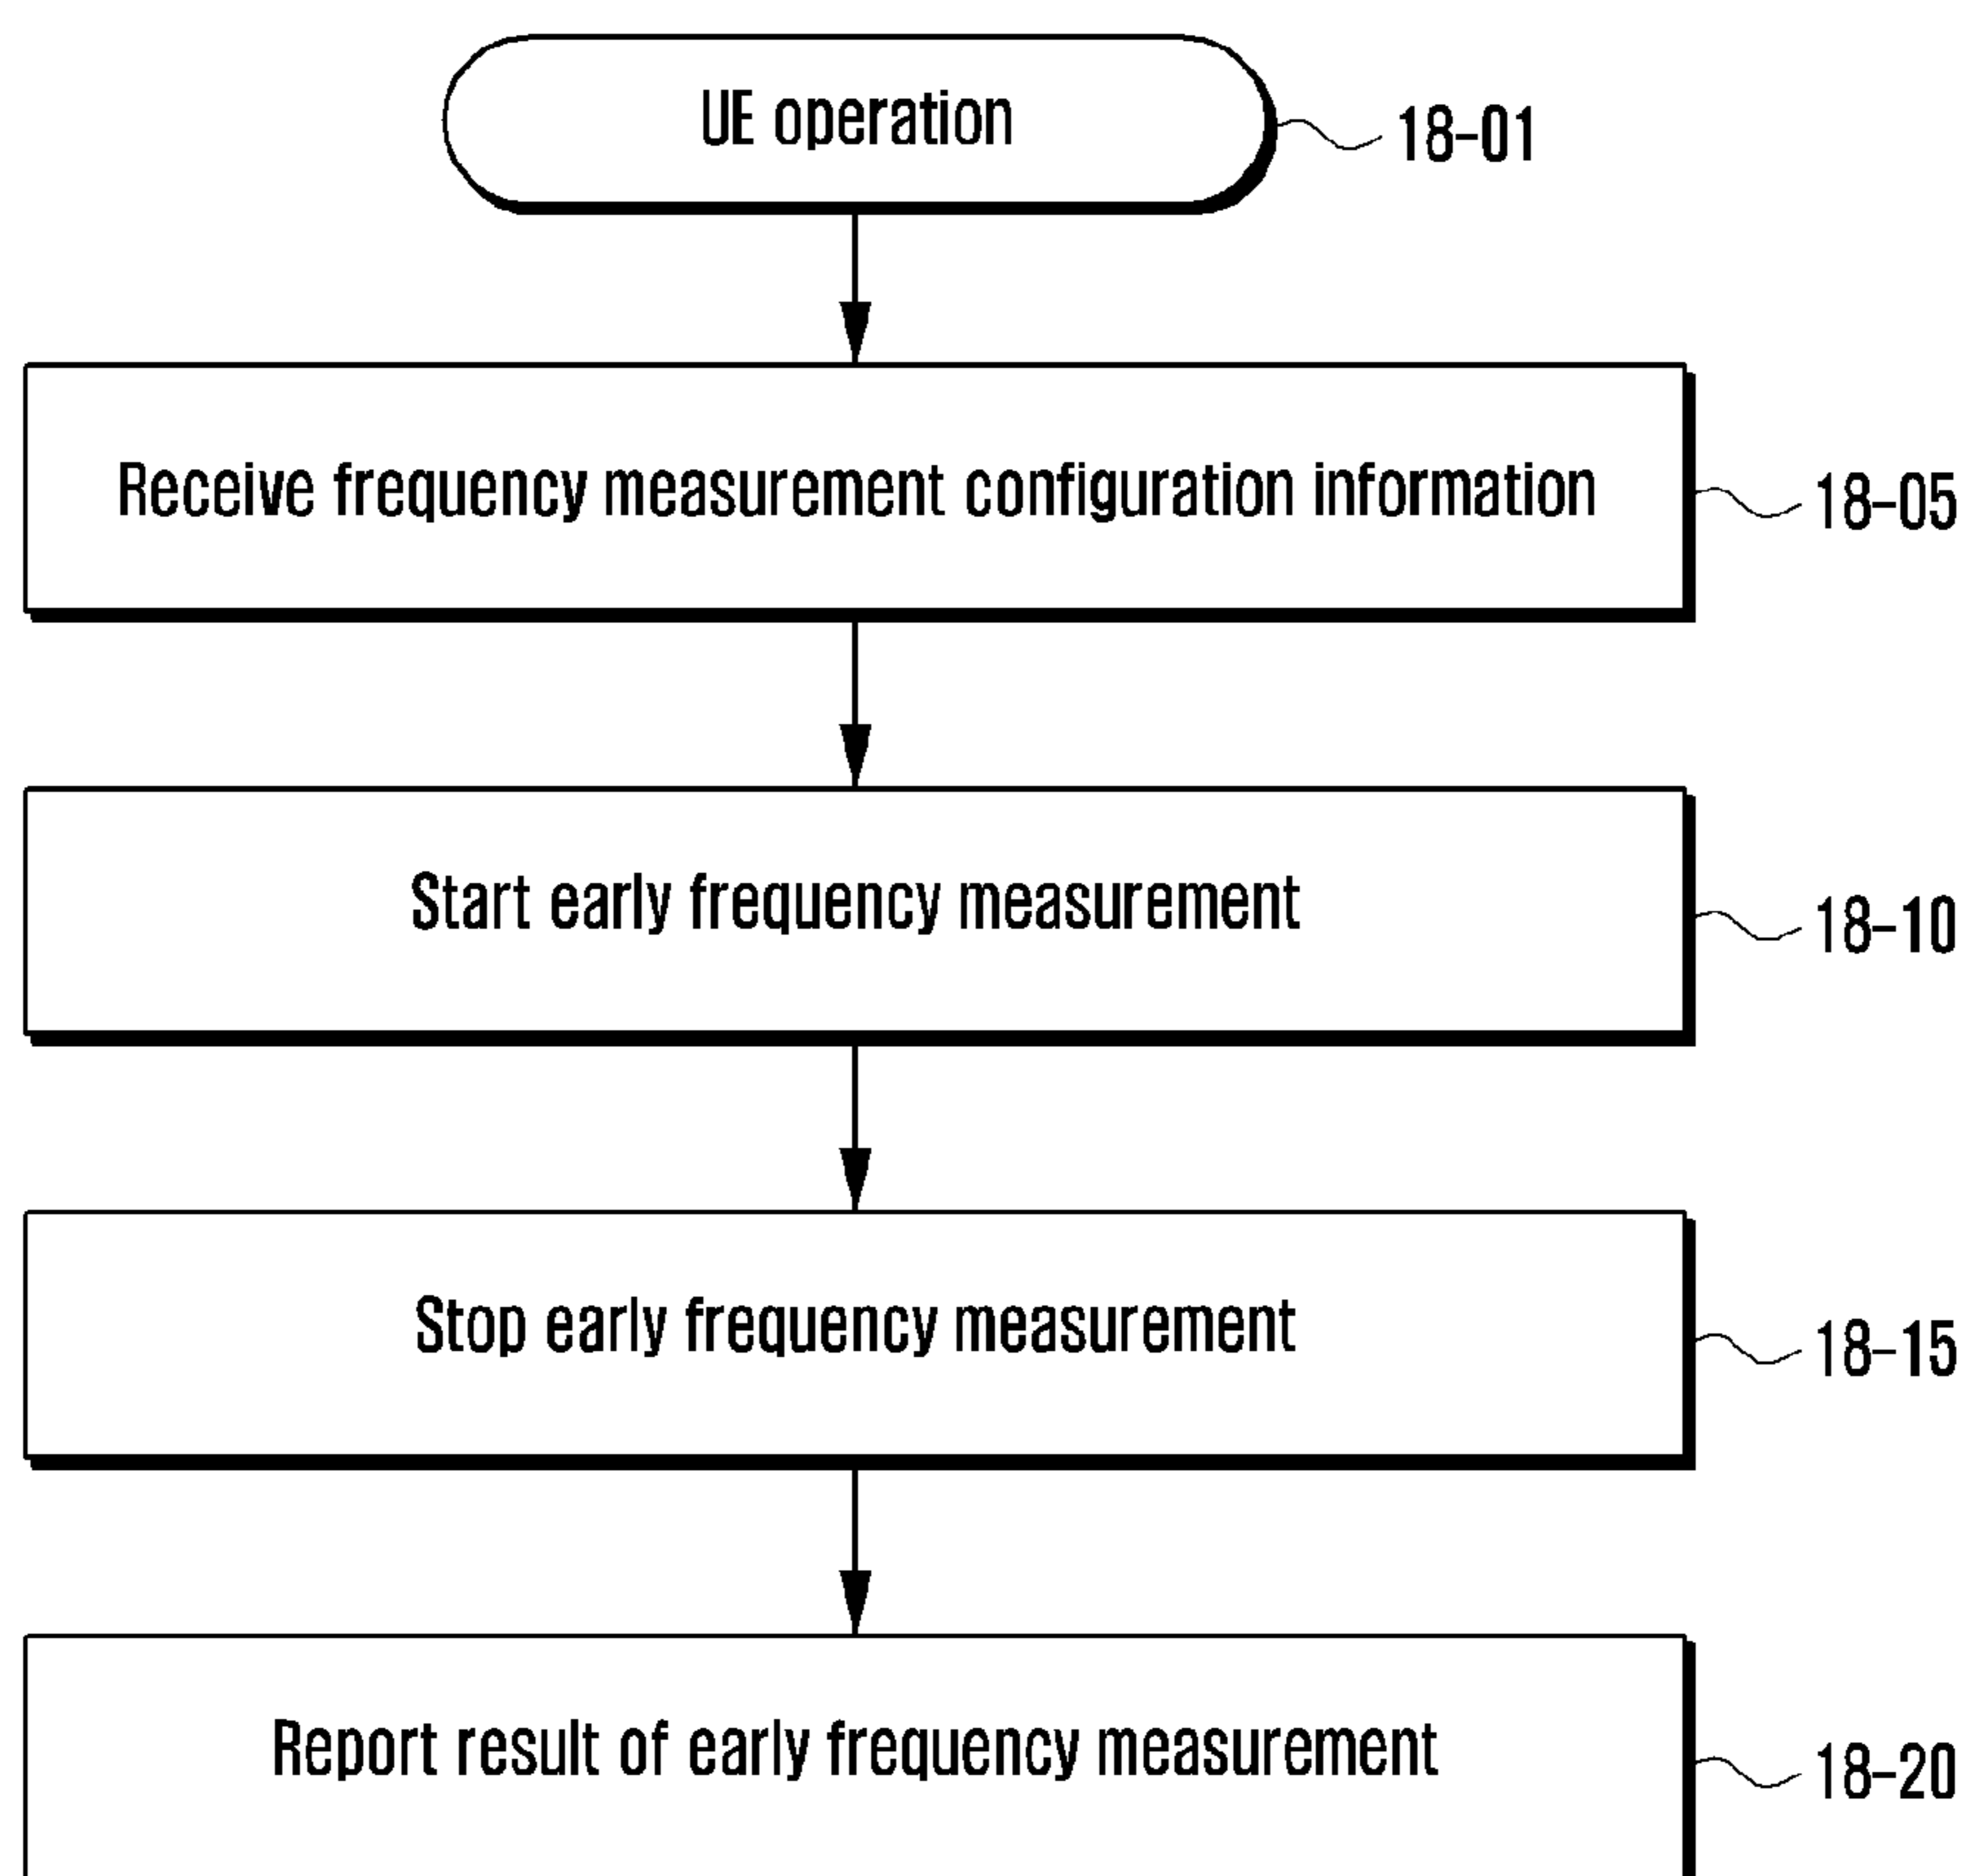 UE operation
18-01
Receive frequency measurement configuration information
18-05
Start early frequency measurement
18-10
Stop early frequency measurement
18-15
Report result of early frequency measurement
18-20